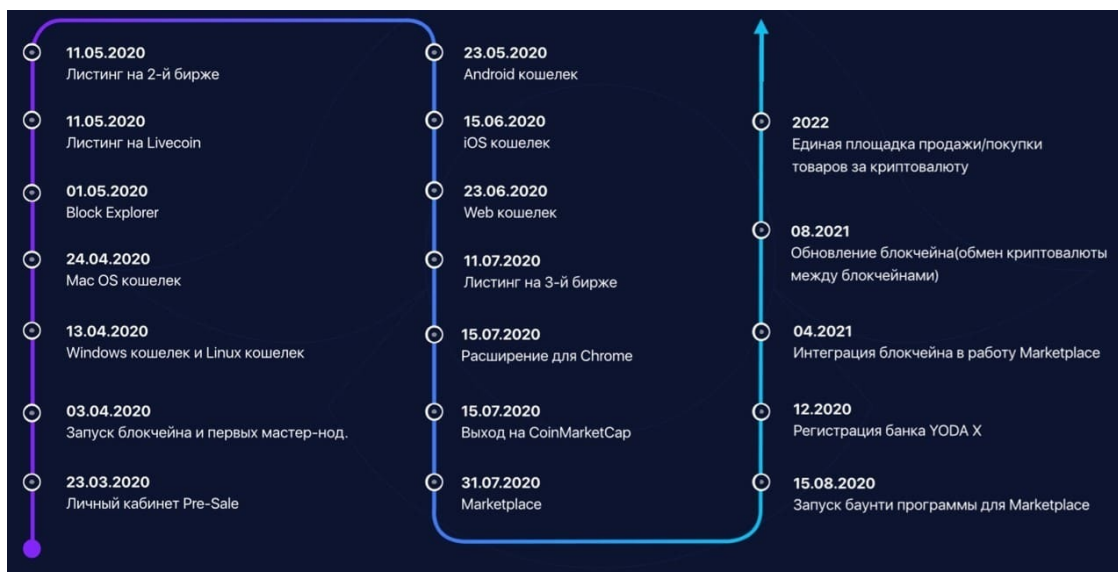 11.05.2020
Листинг на 2-й бирже
11.05.2020
Листинг на Livecoin
01.05.2020
Block Explorer
24.04.2020
Mac OS кошелек
13.04.2020
Windows кошелек и Linux кошелек
03.04.2020
Запуск блокчейна и первых мастер-нод.
23.03.2020
Личный кабинет Pre-Sale
23.05.2020
Android кошелек
15.06.2020
iOS кошелек
23.06.2020
Web кошелек
11.07.2020
Листинг на 3-й бирже
15.07.2020
Расширение для Chrome
15.07.2020
Выход на CoinMarketCap
31.07.2020
Marketplace
2022
Единая площадка продажи/покупки
товаров за криптовалюту
08.2021
Обновление блокчейна(обмен криптовалюты
между блокчейнами)
04.2021
Интеграция блокчейна в работу Marketplace
12.2020
Регистрация банка YODA X
15.08.2020
Запуск баунти программы для Marketplace